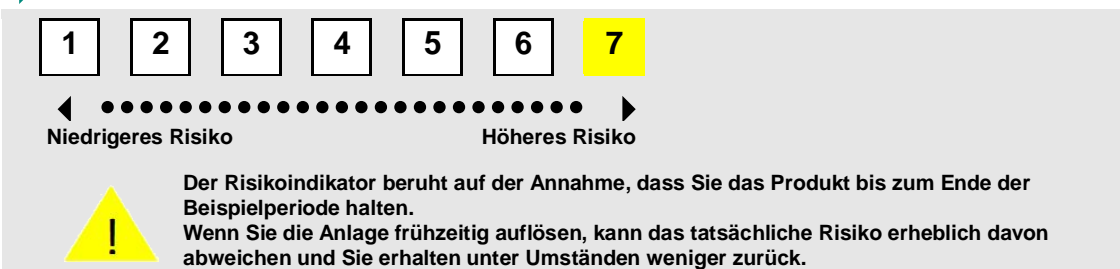 1 2 3 4 5 6 7
Niedrigeres Risiko Höheres Risiko
Der Risikoindikator beruht auf der Annahme, dass Sie das Produkt bis zum Ende der
Beispielperiode halten.
!
Wenn Sie die Anlage frühzeitig auflösen, kann das tatsächliche Risiko erheblich davon
abweichen und Sie erhalten unter Umständen weniger zurück.